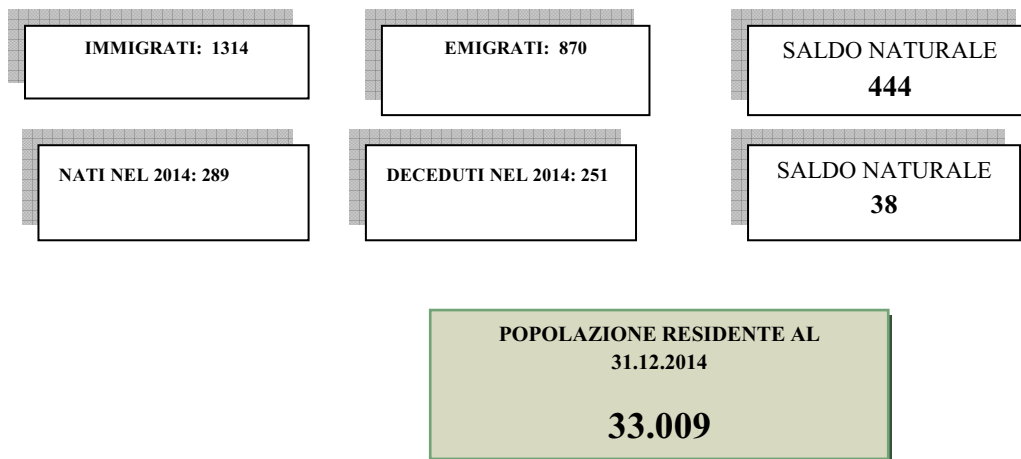 IMMIGRATI: 1314
EMIGRATI: 870
SALDO NATURALE
444
NATI NEL 2014: 289
DECEDUTI NEL 2014: 251
SALDO NATURALE
38
POPOLAZIONE RESIDENTE AL
31.12.2014
33.009